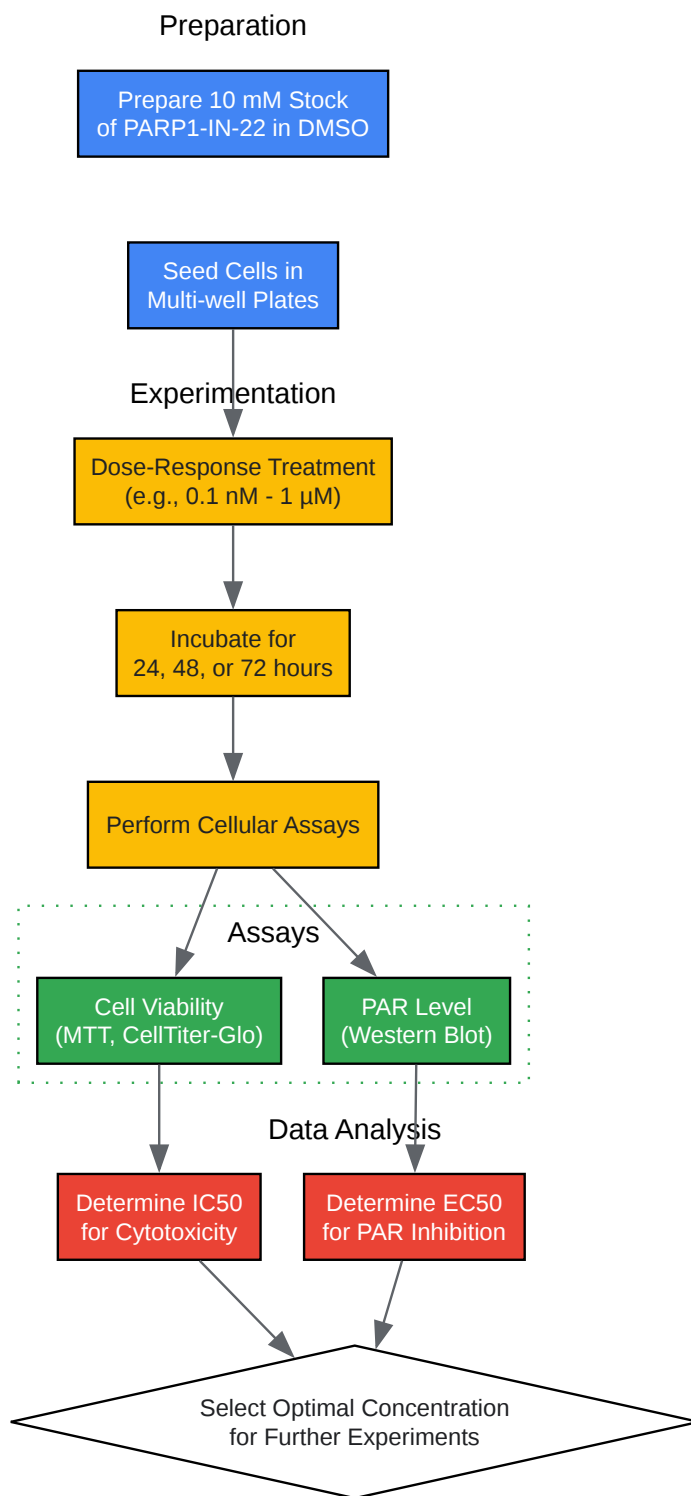 Preparation
Prepare 10 mM Stock
of PARP1-IN-22 in DMSO
Seed Cells in
Multi-well Plates
Experimentation
Dose-Response Treatment
(e.g., 0.1 nM - 1 µM)
Incubate for
24, 48, or 72 hours
Perform Cellular Assays
Assays
Cell Viability
(MTT, CellTiter-Glo)
PAR Level
(Western Blot)
Data Analysis
Determine IC50
for Cytotoxicity
Determine EC50
for PAR Inhibition
Select Optimal Concentration
for Further Experiments